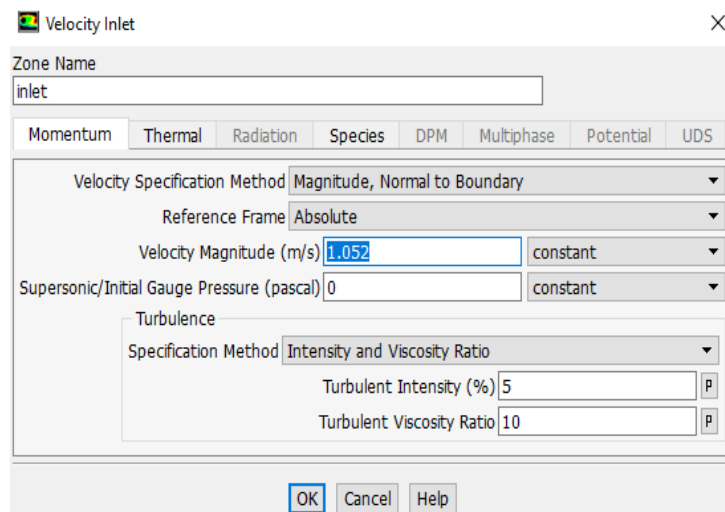 Velocity Inlet
Zone Name
inlet
Momentum Thermal Radiation Species DPM Multiphase Potential UDS
Velocity Specification Method Magnitude, Normal to Boundary
Reference Frame Absolute
Velocity Magnitude (m/s) 1.052 constant
Supersonic/Initial Gauge Pressure (pascal) 0 constant
Turbulence
Specification Method Intensity and Viscosity Ratio
Turbulent Intensity (%) 5 P
Turbulent Viscosity Ratio 10 P
OK Cancel Help